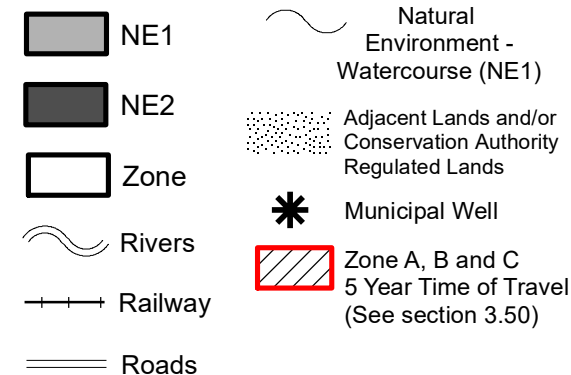 NE1
NE2
Zone
Rivers
Railway
Roads
Natural
Environment -
Watercourse (NE1)
Adjacent Lands and/or
Conservation Authority
Regulated Lands
Municipal Well
Zone A, B and C
5 Year Time of Travel
(See section 3.50)